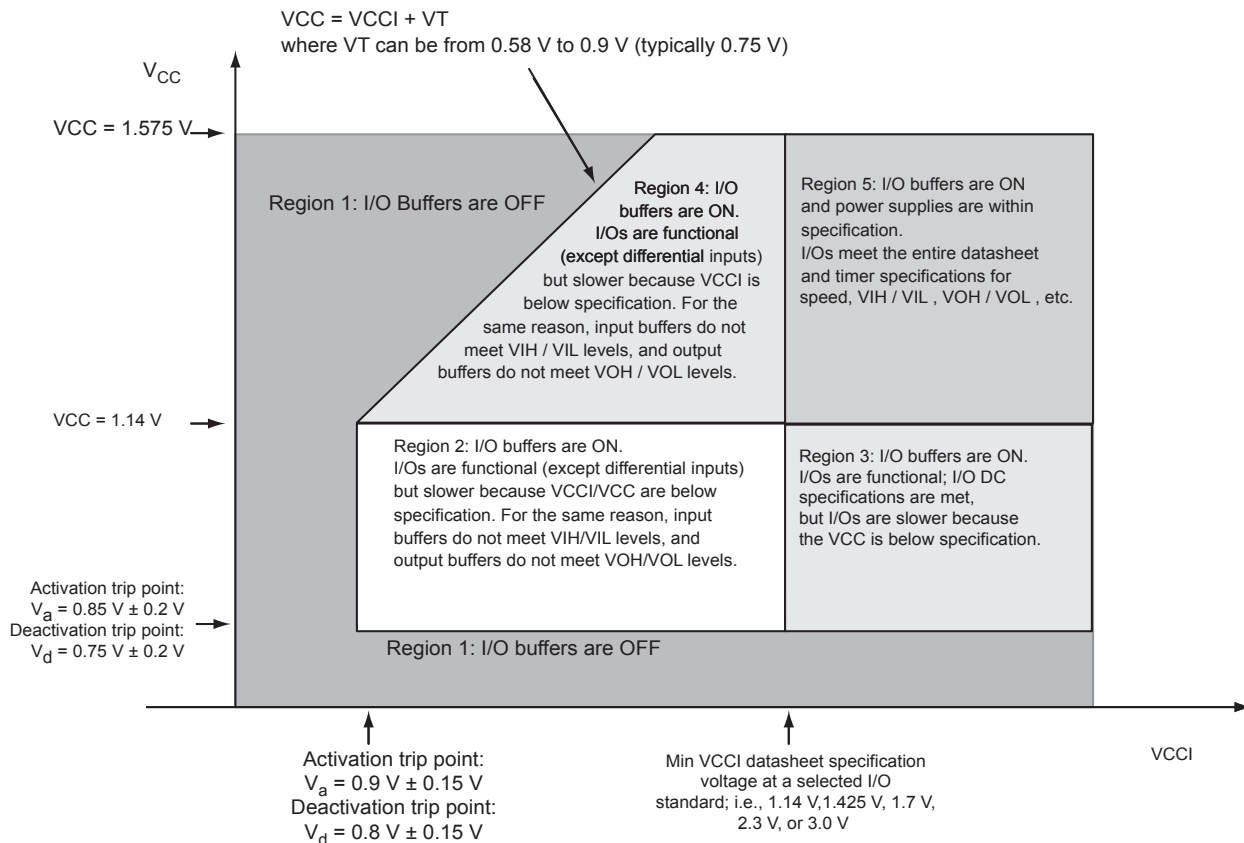 VCC = VCCI + VT
where VT can be from 0.58 V to 0.9 V (typically 0.75 V)
VCC
VCC = 1.575 V
Region 1: I/O Buffers are OFF
Region 4: I/O
buffers are ON.
I/Os are functional
(except differential inputs)
but slower because VCCI is
below specification. For the
same reason, input buffers do not
meet VIH / VIL levels, and output
buffers do not meet VOH / VOL levels.
Region 5: I/O buffers are ON
and power supplies are within
specification.
I/Os meet the entire datasheet
and timer specifications for
speed, VIH / VIL , VOH / VOL , etc.
VCC = 1.14 V
Region 2: I/O buffers are ON.
I/Os are functional (except differential inputs)
but slower because VCCI/VCC are below
specification. For the same reason, input
buffers do not meet VIH/VIL levels, and
output buffers do not meet VOH/VOL levels.
Region 3: I/O buffers are ON.
I/Os are functional; I/O DC
specifications are met,
but I/Os are slower because
the VCC is below specification.
Activation trip point:
Va = 0.85 V ± 0.2 V
Deactivation trip point:
Vd = 0.75 V ± 0.2 V
Region 1: I/O buffers are OFF
Activation trip point:
Va = 0.9 V ± 0.15 V
Deactivation trip point:
Vd = 0.8 V ± 0.15 V
Min VCCI datasheet specification
voltage at a selected I/O
standard; i.e., 1.14 V,1.425 V, 1.7 V,
2.3 V, or 3.0 V
VCCI